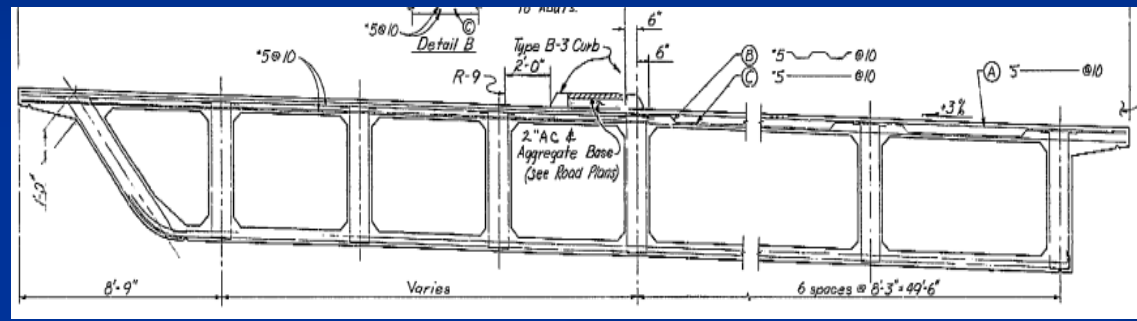 10 Abuts.
*5@10
Ⓒ
Detail B
Type B-3 Curb
6"
6"
2'-0"
R-9
*5@10
Ⓑ *5 @10
Ⓒ *5 @10
Ⓐ *5 @10
+3%
2" AC &
Aggregate Base
(see Road Plans)
1'-0"
8'-9"
Varies
6 spaces @ 8'-3" = 49'-6"